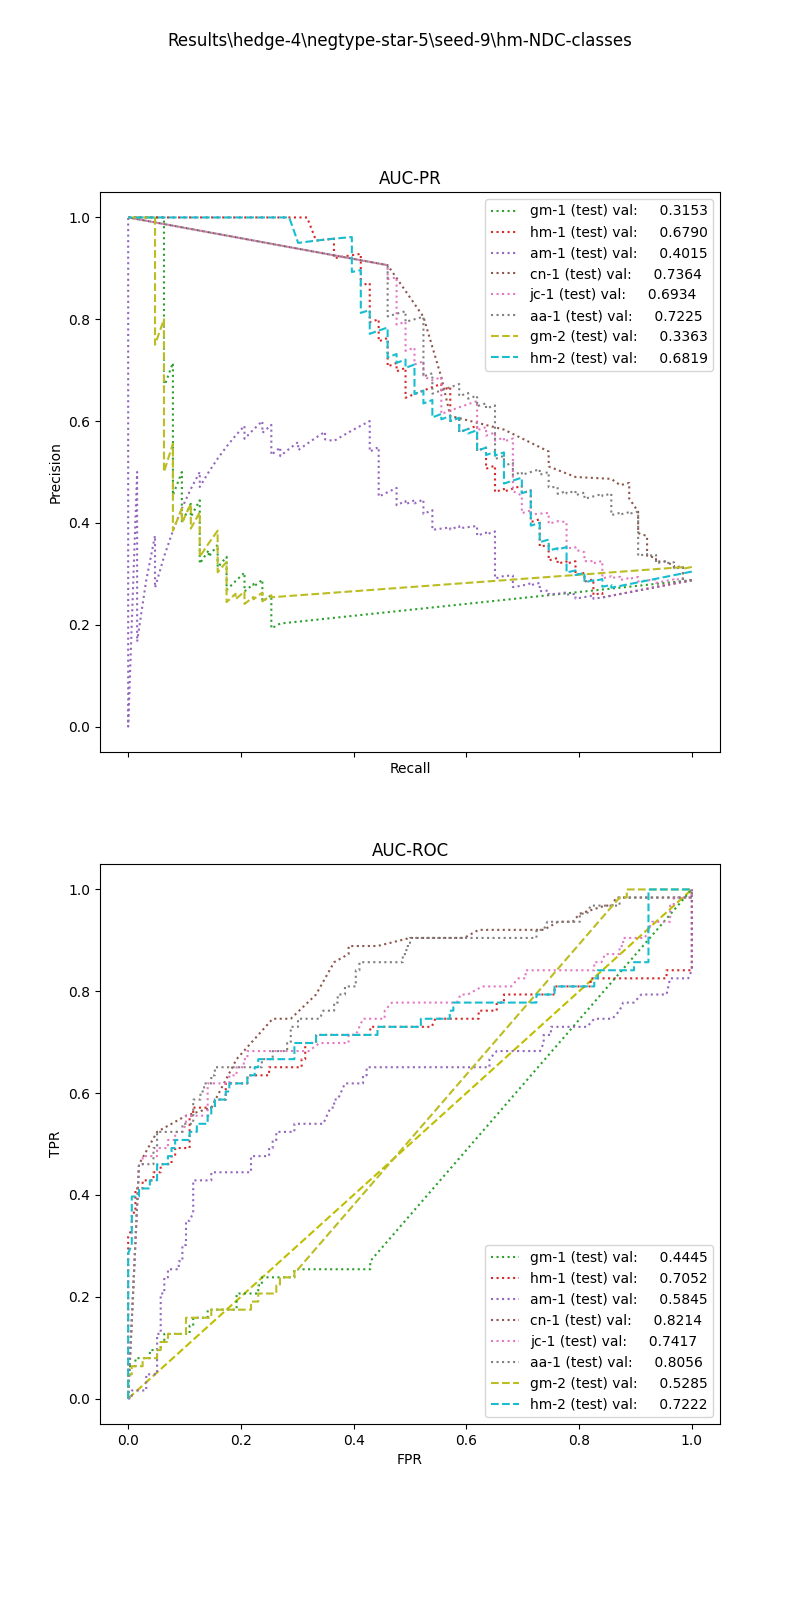 Results\hedge-4\negtype-star-5\seed-9\hm-NDC-classes
AUC-PR
gm-1 (test) val: 0.3153
hm-1 (test) val: 0.6790
am-1 (test) val: 0.4015
cn-1 (test) val: 0.7364
jc-1 (test) val: 0.6934
aa-1 (test) val: 0.7225
gm-2 (test) val: 0.3363
hm-2 (test) val: 0.6819
1.0
0.8
0.6
0.4
0.2
0.0
Precision
Recall
AUC-ROC
1.0
0.8
0.6
0.4
0.2
0.0
TPR
gm-1 (test) val: 0.4445
hm-1 (test) val: 0.7052
am-1 (test) val: 0.5845
cn-1 (test) val: 0.8214
jc-1 (test) val: 0.7417
aa-1 (test) val: 0.8056
gm-2 (test) val: 0.5285
hm-2 (test) val: 0.7222
0.0 0.2 0.4 0.6 0.8 1.0
FPR